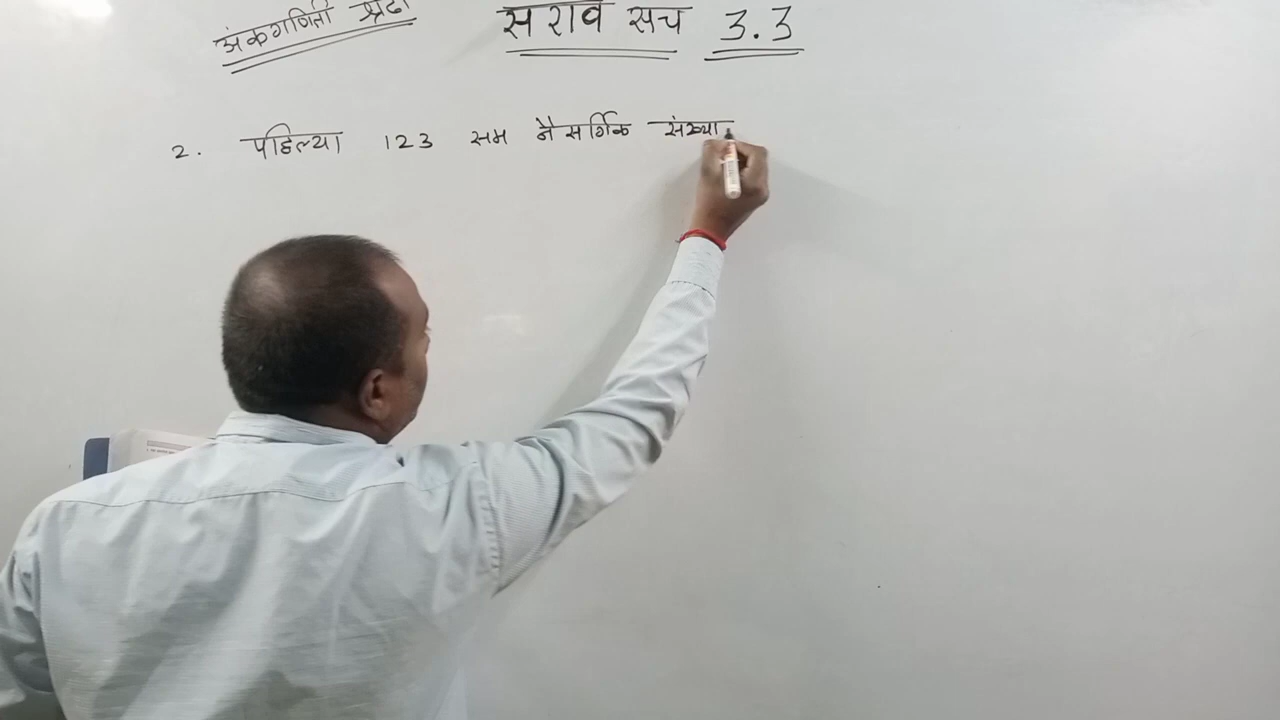 अंकगणिती श्रेढी
सराव संच 3.3
2. पहिल्या 123 सम नैसर्गिक संख्यां